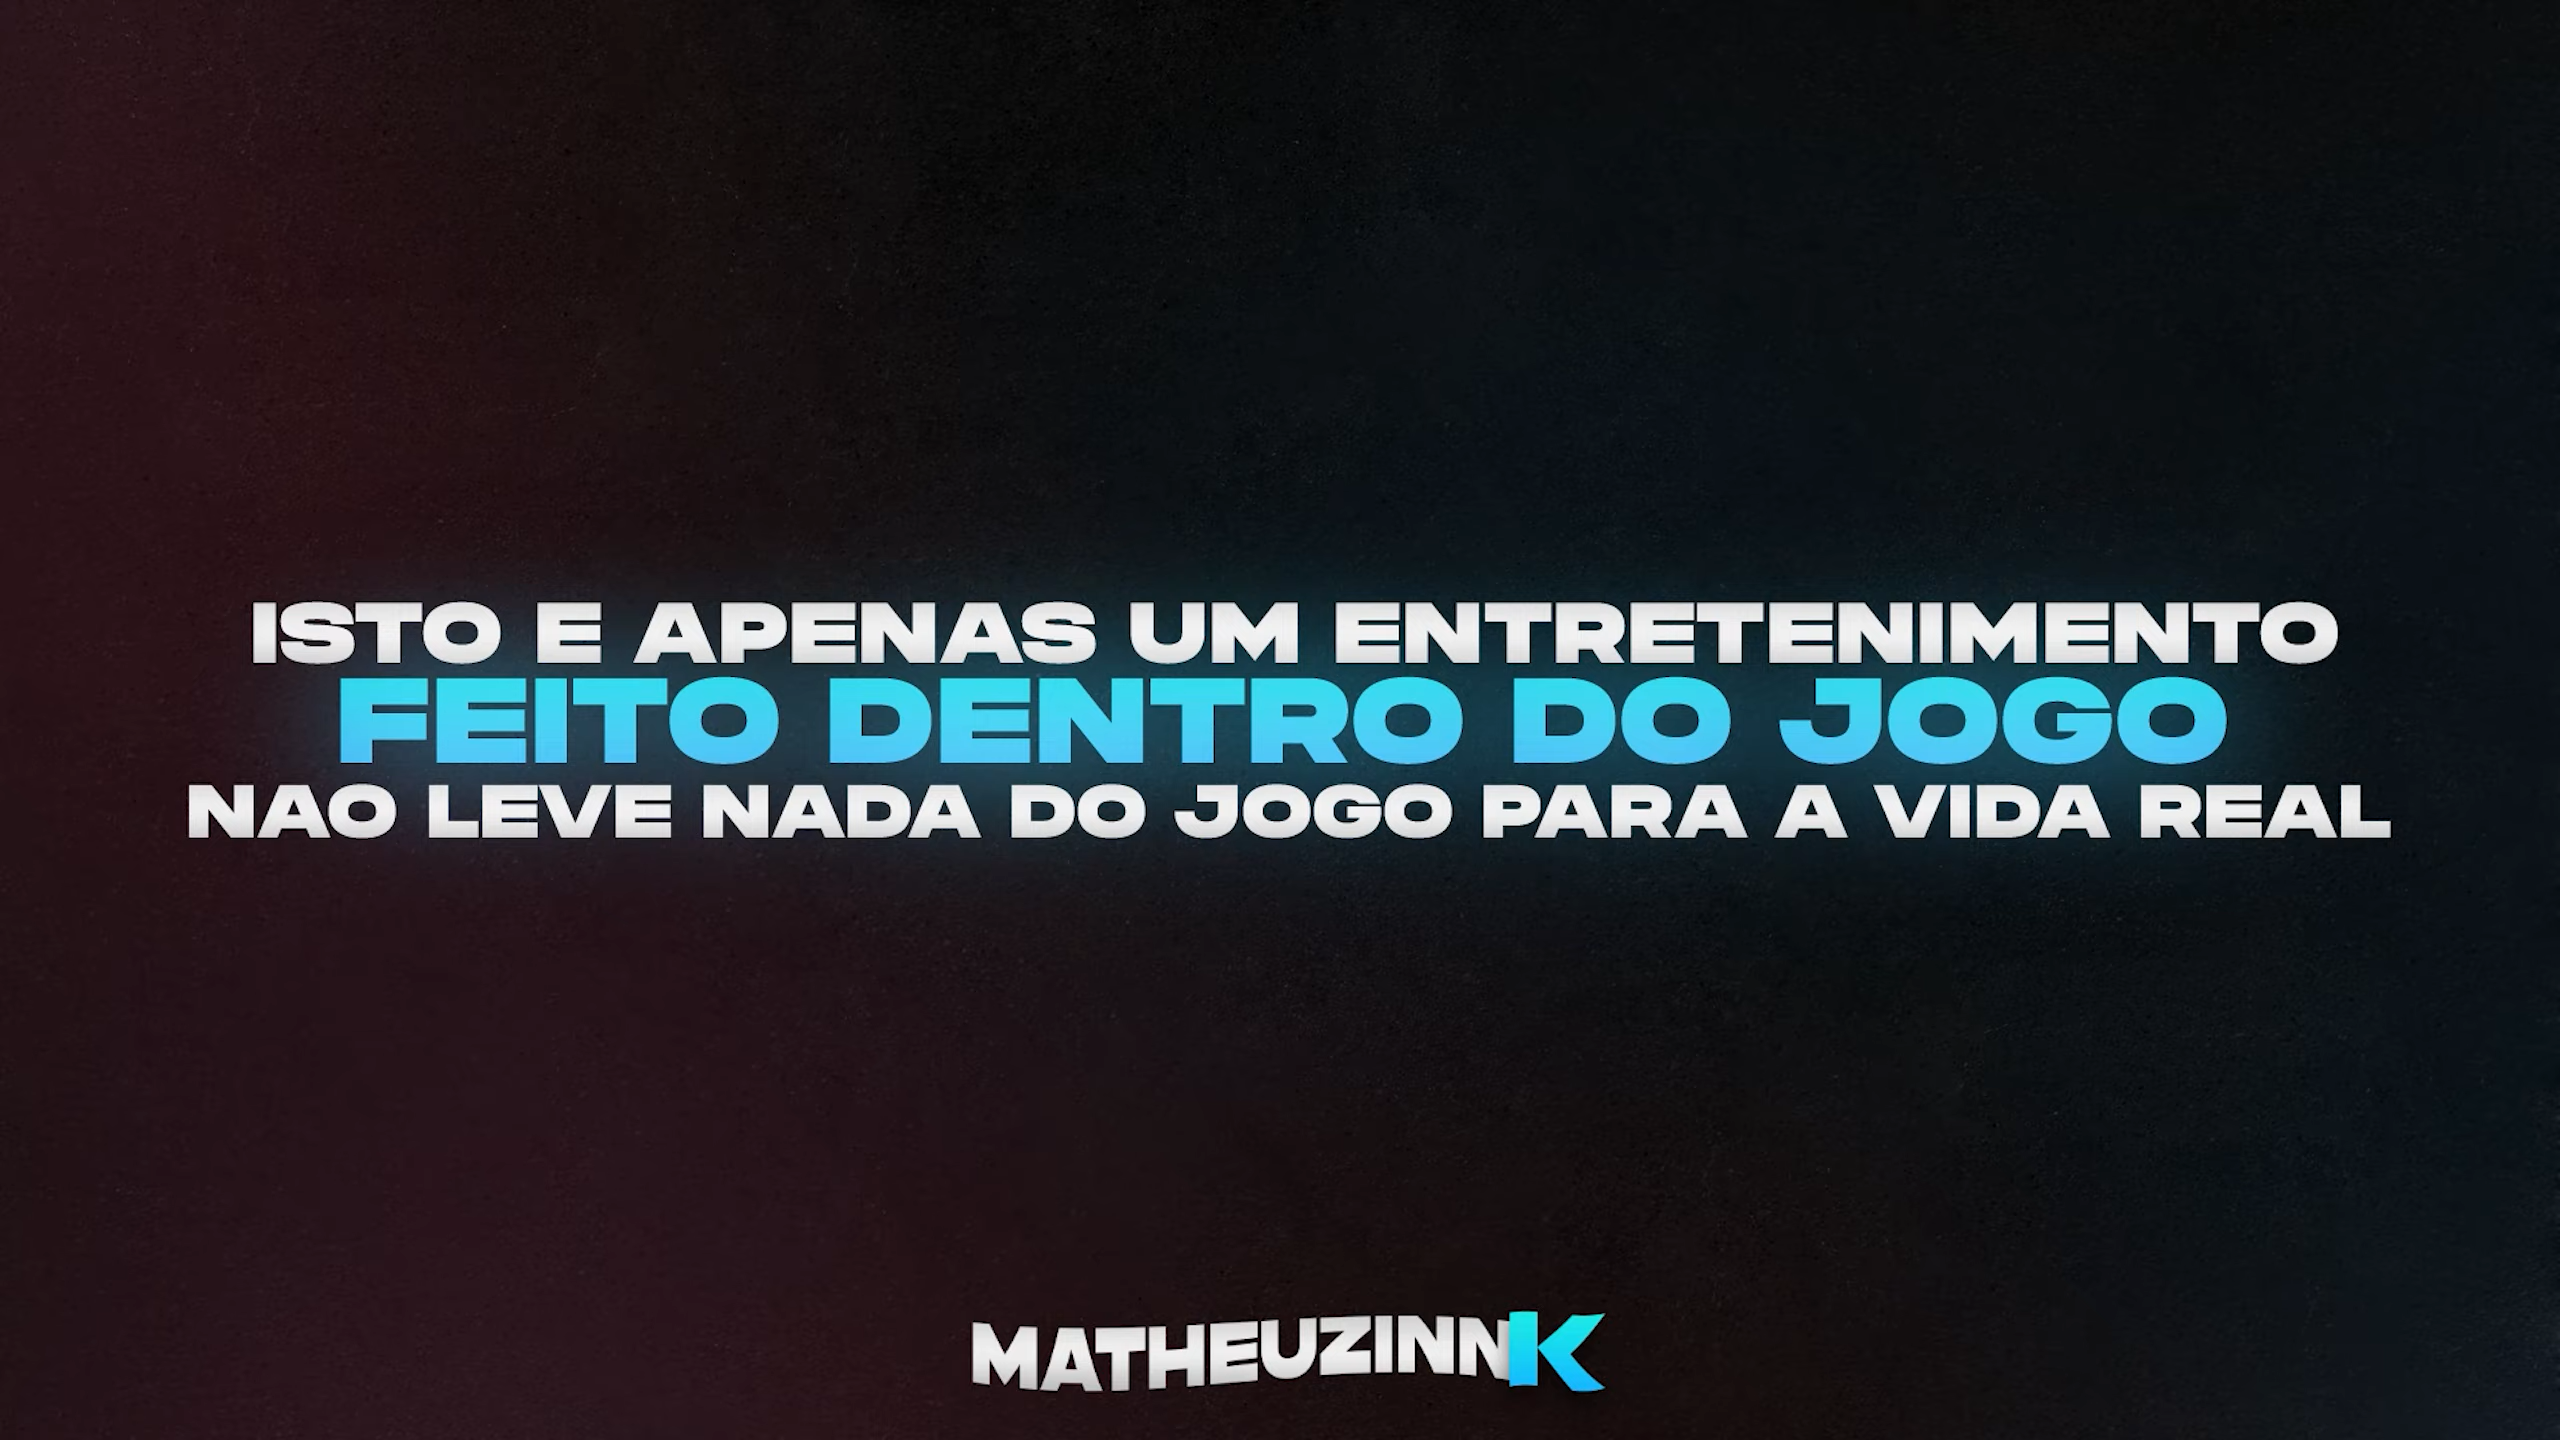 ISTO E APENAS UM ENTRETENIMENTO
FEITO DENTRO DO JOGO
NAO LEVE NADA DO JOGO PARA A VIDA REAL
MATHEUZINNK